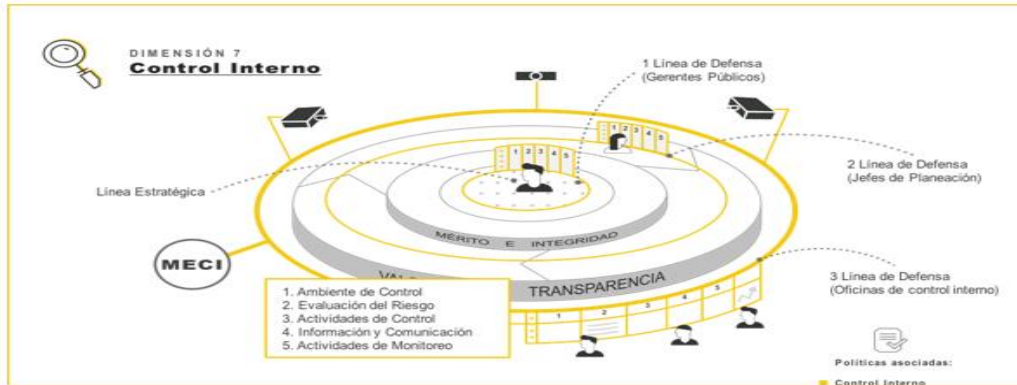 DIMENSIÓN 7
Control Interno
1 Línea de Defensa
(Gerentes Públicos)
1 2 3 4 5
1 2 3 4 5
2 Línea de Defensa
(Jefes de Planeación)
Línea Estratégica
MÉRITO E INTEGRIDAD
MECI
TRANSPARENCIA
3 Línea de Defensa
(Oficinas de control interno)
1. Ambiente de Control
2. Evaluación del Riesgo
3. Actividades de Control
4. Información y Comunicación
5. Actividades de Monitoreo
1 2 3 4 5
Políticas asociadas:
Control Interno